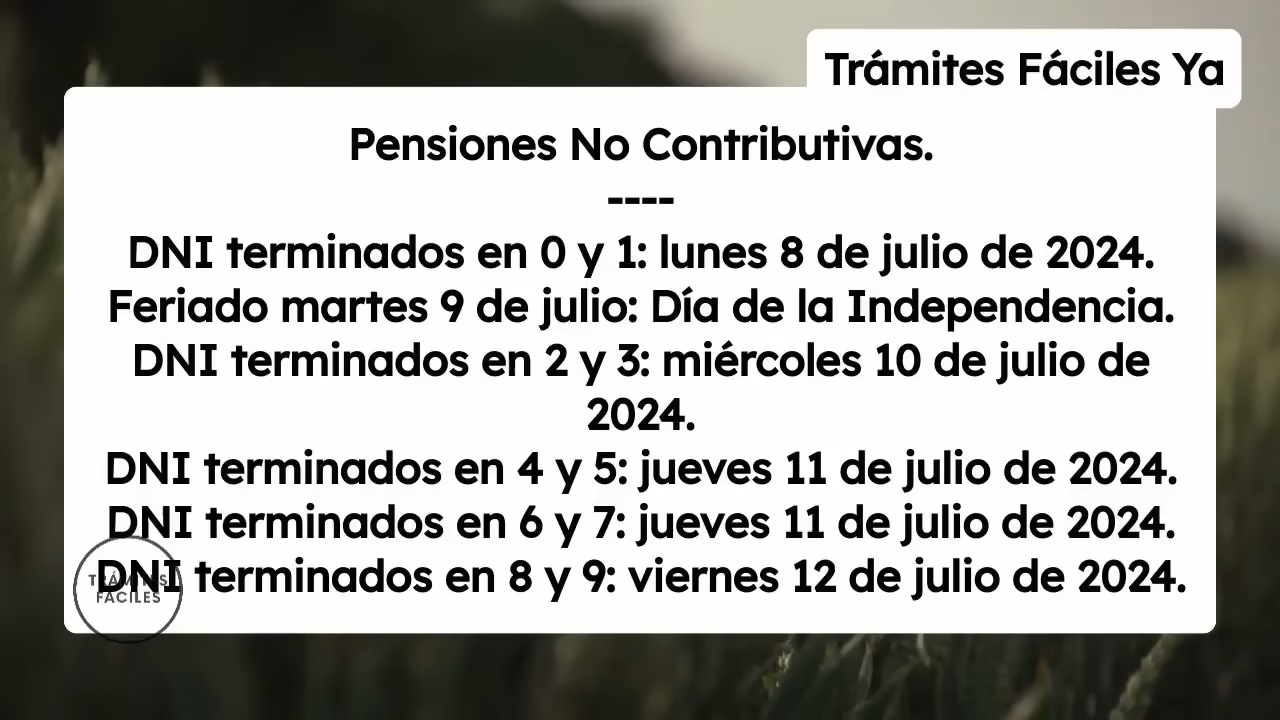 Trámites Fáciles Ya
Pensiones No Contributivas.
----
DNI terminados en 0 y 1: lunes 8 de julio de 2024.
Feriado martes 9 de julio: Día de la Independencia.
DNI terminados en 2 y 3: miércoles 10 de julio de
2024.
DNI terminados en 4 y 5: jueves 11 de julio de 2024.
DNI terminados en 6 y 7: jueves 11 de julio de 2024.
DNI terminados en 8 y 9: viernes 12 de julio de 2024.
TRÁMITES
FÁCILES